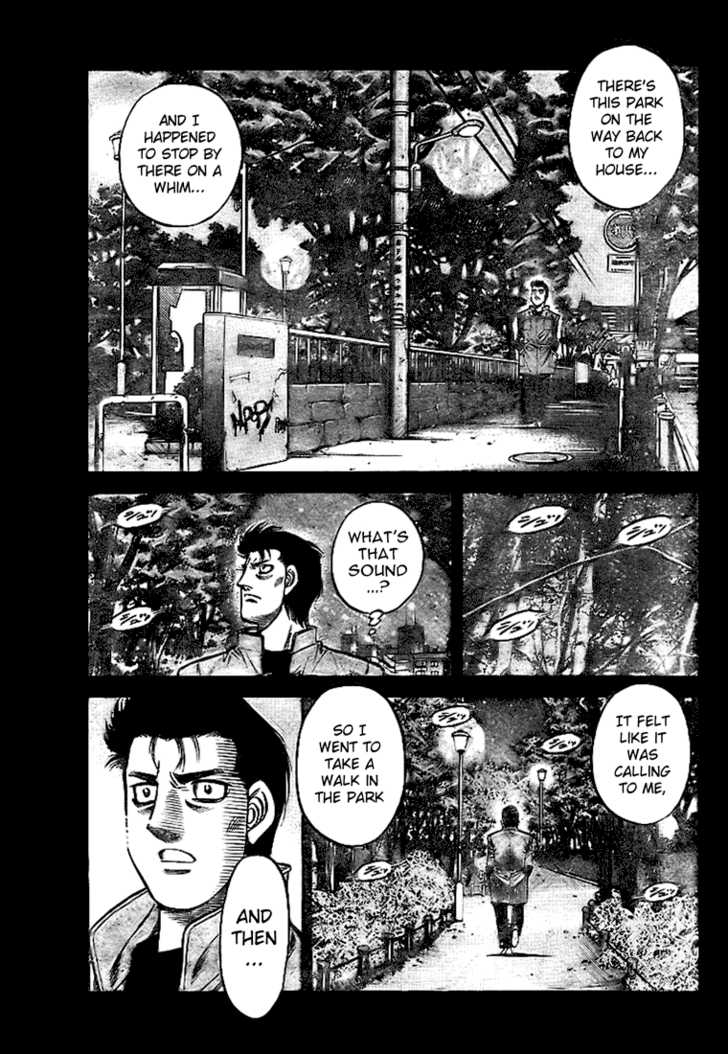 THERE'S
THIS PARK
ON THE
WAY BACK
TO MY
HOUSE...
AND I
HAPPENED
TO STOP BY
THERE ON A
WHIM...
WHAT'S
THAT
SOUND
...?
IT FELT
LIKE IT
WAS
CALLING
TO ME,
SO I
WENT TO
TAKE A
WALK IN
THE PARK
AND
THEN
...